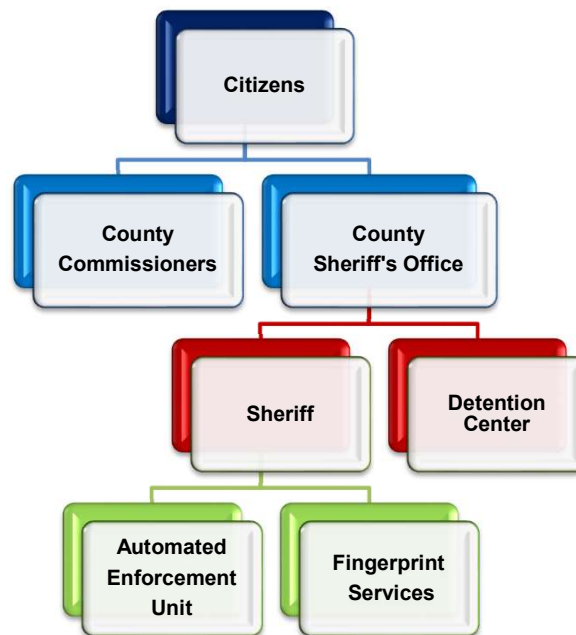 Citizens
County
Commissioners
County
Sheriff's Office
Sheriff
Detention
Center
Automated
Enforcement
Unit
Fingerprint
Services